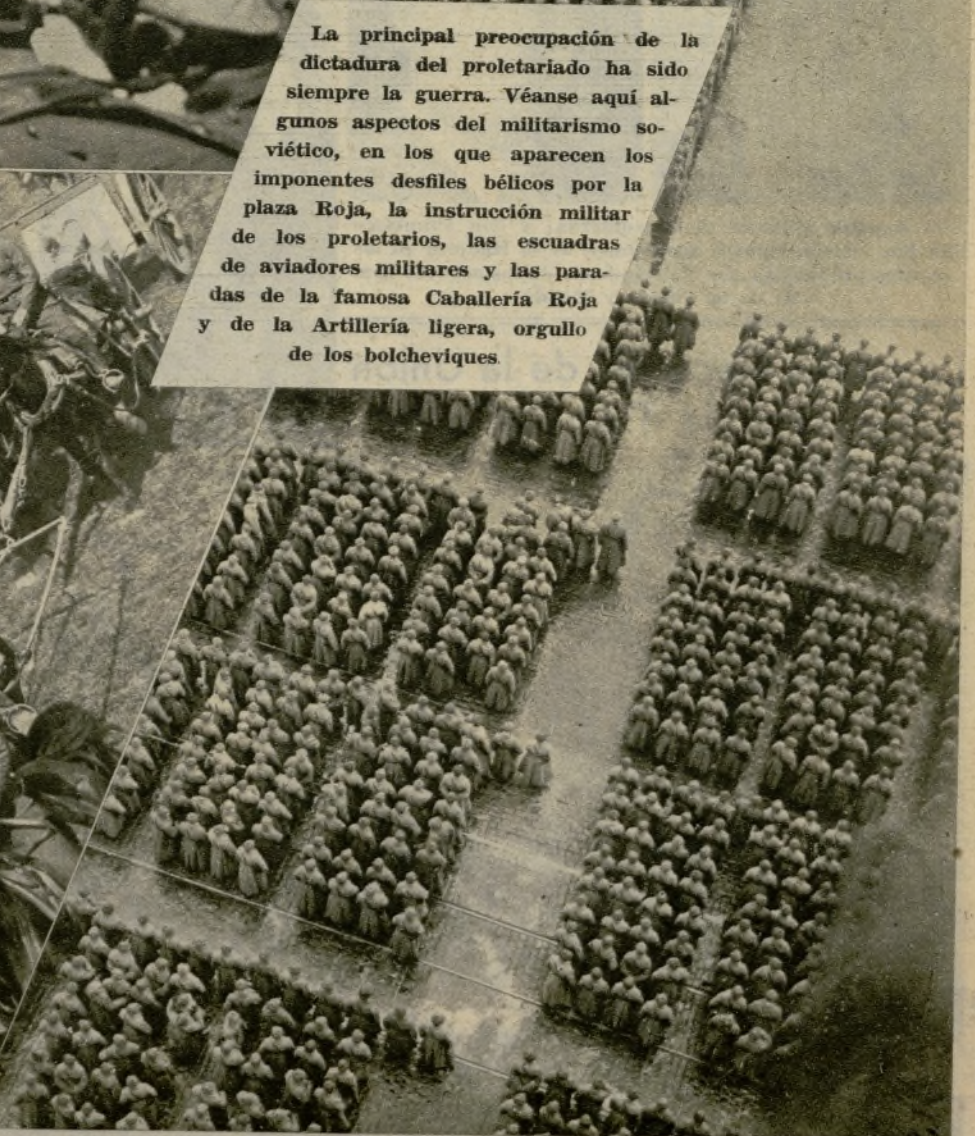 La principal preocupación de la
dictadura del proletariado ha sido
siempre la guerra. Véanse aquí al-
gunos aspectos del militarismo so-
viético, en los que aparecen los
imponentes desfiles bélicos por la
plaza Roja, la instrucción militar
de los proletarios, las escuadras
de aviadores militares y las para-
das de la famosa Caballería Roja
y de la Artillería ligera, orgullo
de los bolcheviques.